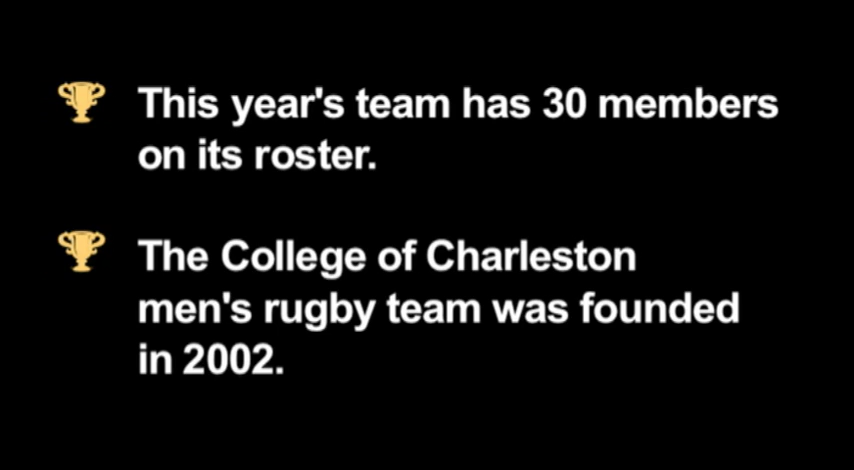 This year's team has 30 members
on its roster.
The College of Charleston
men's rugby team was founded
in 2002.